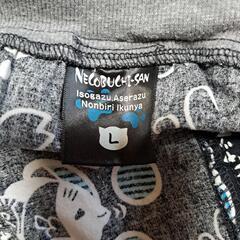 NECOBUCHI-SAN
Isogazu.Aserazu
Nonbiri Ikunya
L